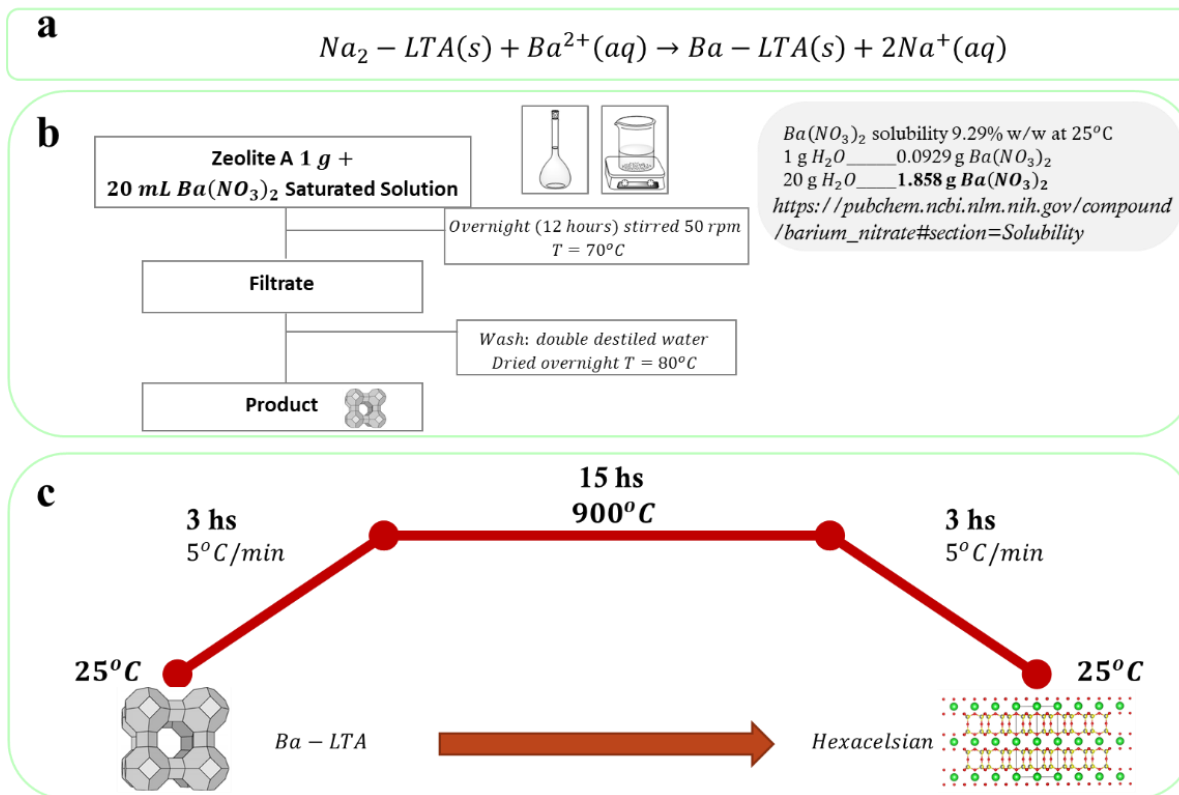 a
Na₂ − LTA(s) + Ba²⁺(aq) → Ba − LTA(s) + 2Na⁺(aq)
b
Zeolite A 1 g +
20 mL Ba(NO₃)₂ Saturated Solution
Overnight (12 hours) stirred 50 rpm
T = 70°C
Filtrate
Wash: double destiled water
Dried overnight T = 80°C
Product
Ba(NO₃)₂ solubility 9.29% w/w at 25°C
1 g H₂O_____0.0929 g Ba(NO₃)₂
20 g H₂O____1.858 g Ba(NO₃)₂
https://pubchem.ncbi.nlm.nih.gov/compound
/barium_nitrate#section=Solubility
c
15 hs
900°C
3 hs
5°C/min
3 hs
5°C/min
25°C
25°C
Ba − LTA
Hexacelsian